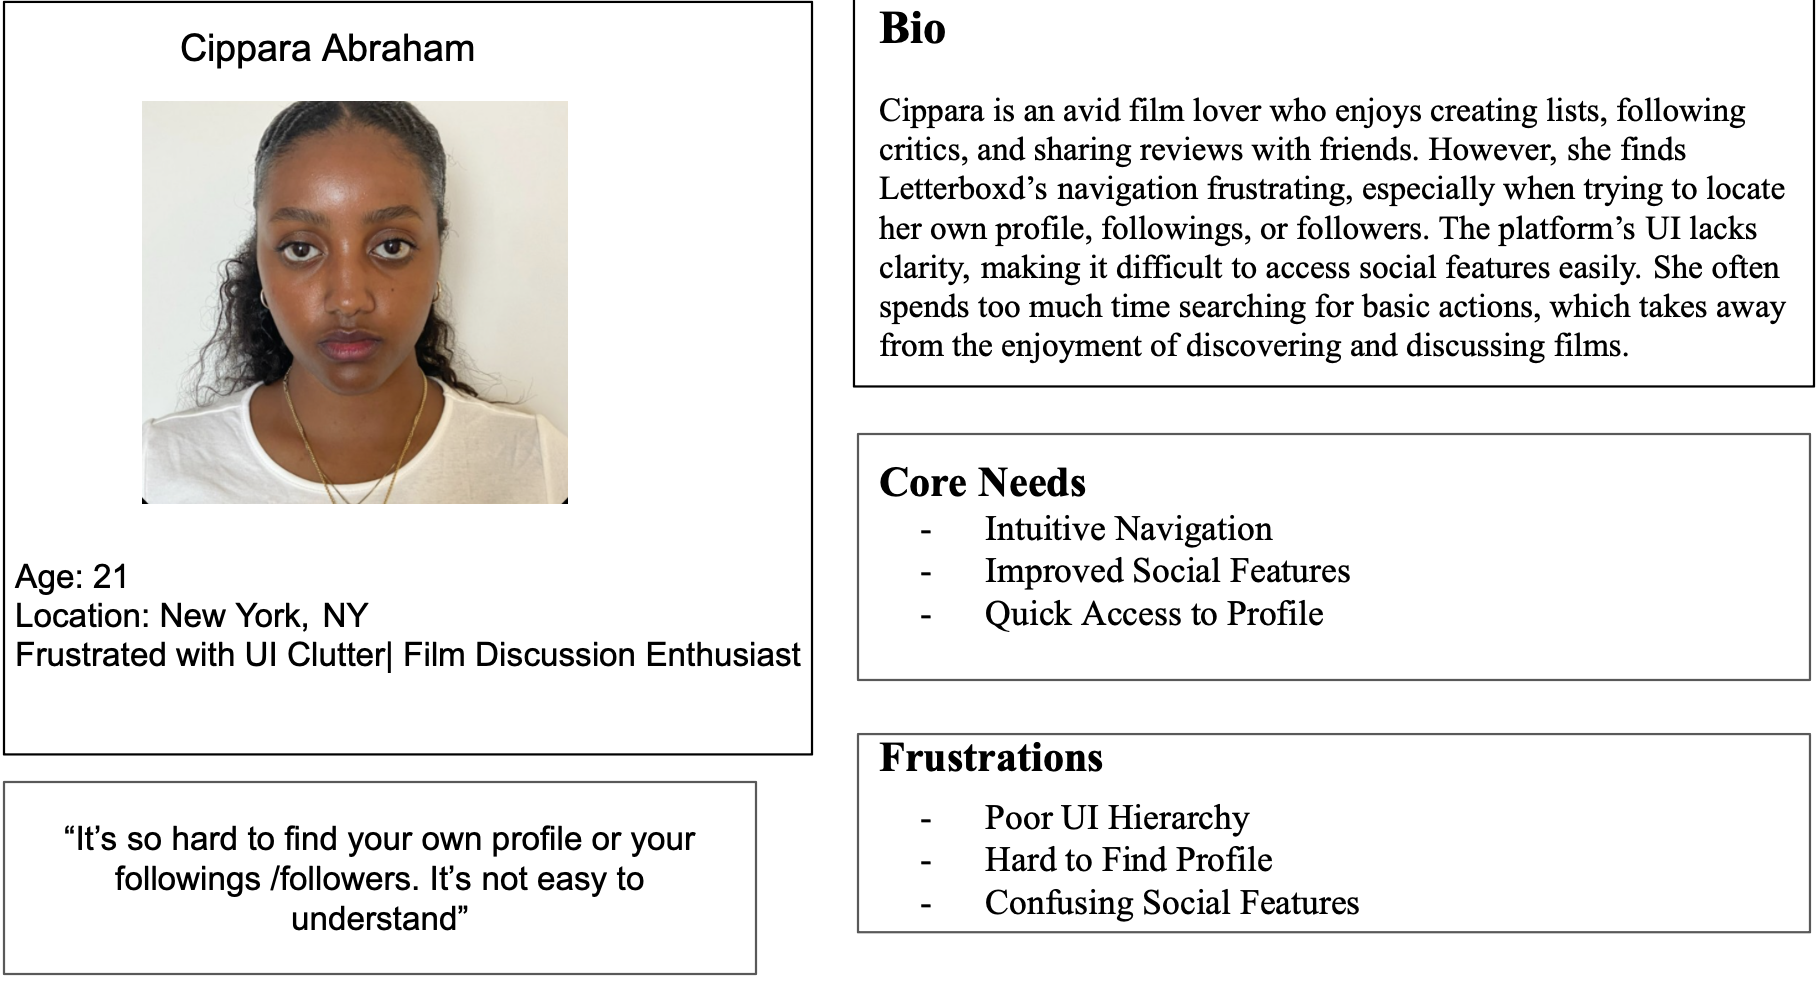 Cippara Abraham
Age: 21
Location: New York, NY
Frustrated with UI Clutter| Film Discussion Enthusiast
“It’s so hard to find your own profile or your
followings /followers. It’s not easy to
understand”
Bio
Cippara is an avid film lover who enjoys creating lists, following
critics, and sharing reviews with friends. However, she finds
Letterboxd’s navigation frustrating, especially when trying to locate
her own profile, followings, or followers. The platform’s UI lacks
clarity, making it difficult to access social features easily. She often
spends too much time searching for basic actions, which takes away
from the enjoyment of discovering and discussing films.
Core Needs
- Intuitive Navigation
- Improved Social Features
- Quick Access to Profile
Frustrations
- Poor UI Hierarchy
- Hard to Find Profile
- Confusing Social Features